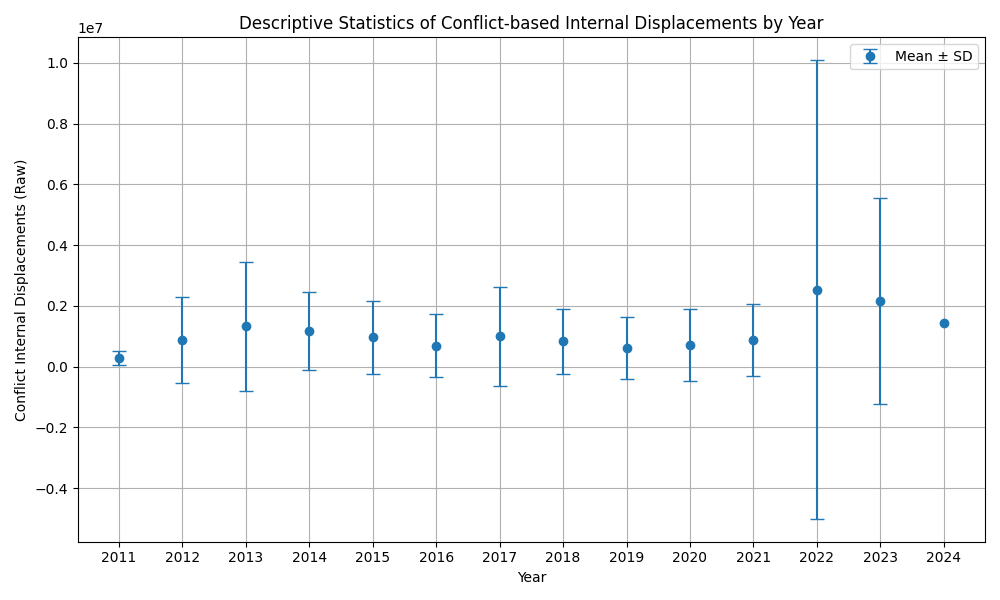 Descriptive Statistics of Conflict-based Internal Displacements by Year
1e7
Mean ± SD
1.0
0.8
0.6
0.4
0.2
0.0
−0.2
−0.4
Conflict Internal Displacements (Raw)
2011 2012 2013 2014 2015 2016 2017 2018 2019 2020 2021 2022 2023 2024
Year